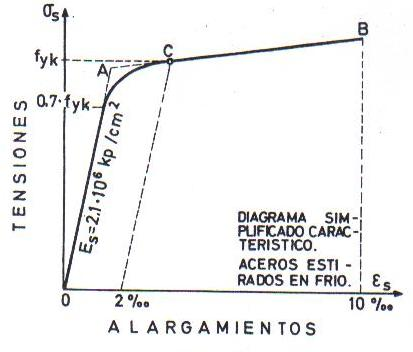 σs
fyk
C
B
A
0,7·fyk
TENSIONES
Es=2,1·10⁶ kp/cm²
DIAGRAMA SIM-
PLIFICADO CARAC-
TERISTICO.
ACEROS ESTI-
RADOS EN FRIO.
εs
0
2 ‰
10 ‰
ALARGAMIENTOS